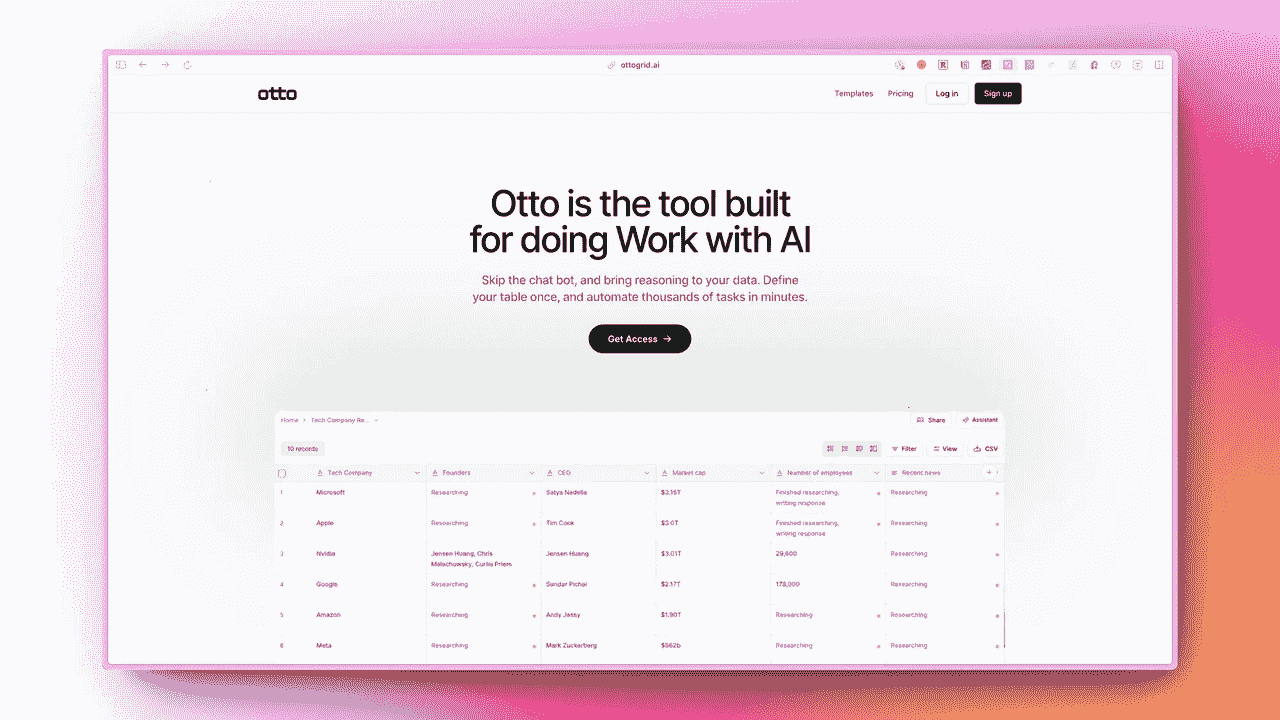 ottogrid.ai
otto
Templates Pricing Log in Sign up
Otto is the tool built
for doing Work with AI
Skip the chat bot, and bring reasoning to your data. Define
your table once, and automate thousands of tasks in minutes.
Get Access →
Home › Tech Company Re... Share Assistant
10 records Filter View CSV
Tech Company Founders CEO Market cap Number of employees Recent news
1 Microsoft Researching Satya Nadella $3.15T Finished researching, Researching
writing response
2 Apple Researching Tim Cook $3.0T Finished researching, Researching
writing response
3 Nvidia Jensen Huang, Chris Jensen Huang $3.01T 29,600 Researching
Malachowsky, Curtis Priem
4 Google Researching Sundar Pichai $2.17T 178,000 Researching
5 Amazon Researching Andy Jassy $1.90T Researching Researching
6 Meta Researching Mark Zuckerberg Researching Researching